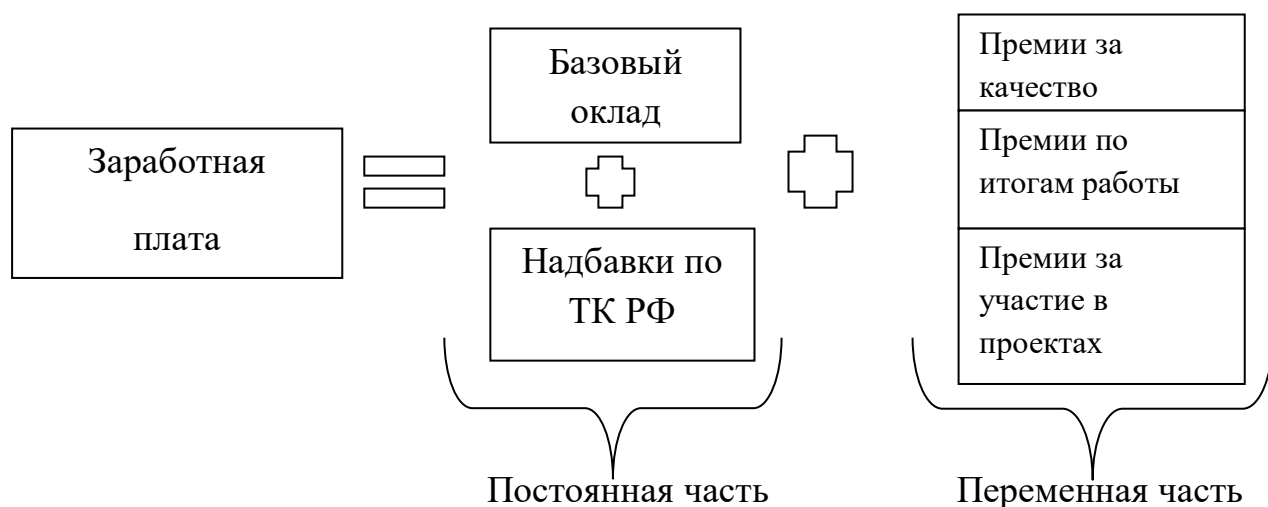 Заработная
плата
Базовый
оклад
Надбавки по
ТК РФ
Постоянная часть
Премии за
качество
Премии по
итогам работы
Премии за
участие в
проектах
Переменная часть